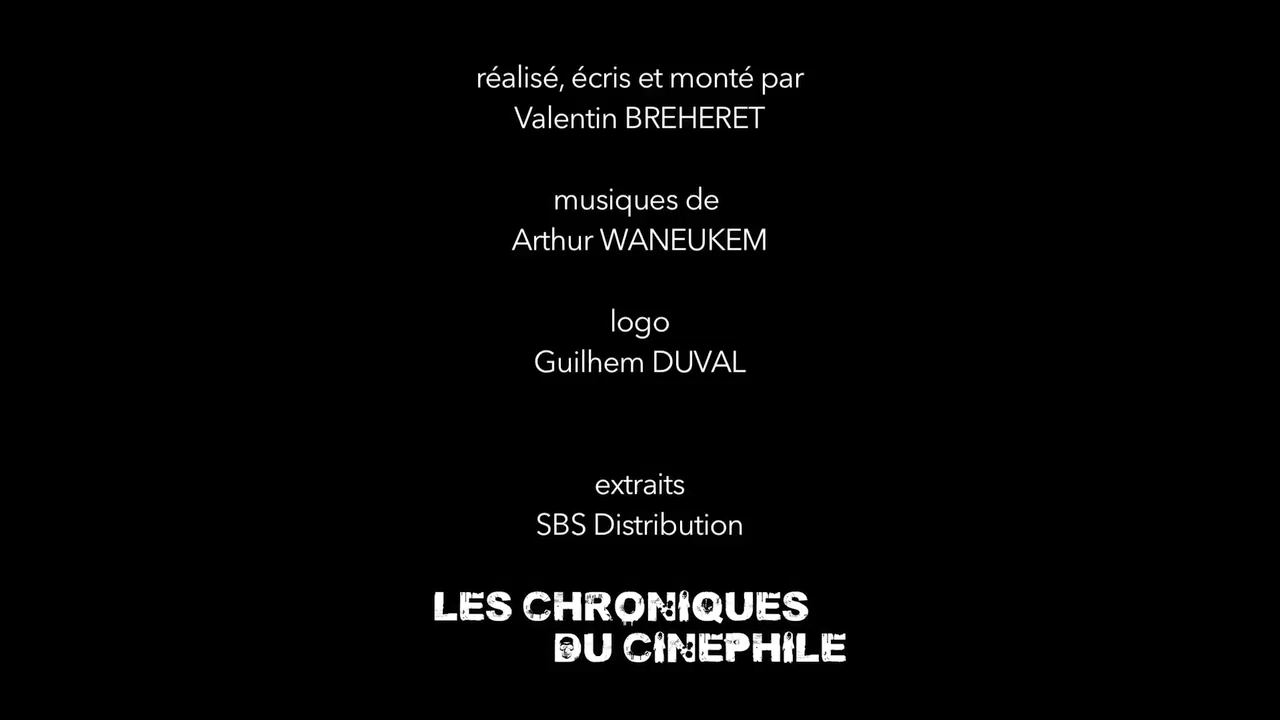 réalisé, écris et monté par
Valentin BREHERET
musiques de
Arthur WANEUKEM
logo
Guilhem DUVAL
extraits
SBS Distribution
LES CHRONIQUES
DU CINEPHILE